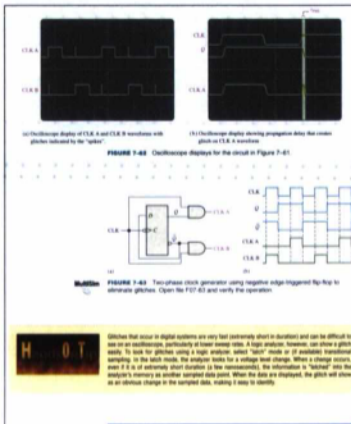 CLK A
CLK B
CLK
Q
CLK A
(a) Oscilloscope display of CLK A and CLK B waveforms with
glitches indicated by the "spikes".
(b) Oscilloscope display showing propagation delay that creates
glitch on CLK A waveform
FIGURE 7-62 Oscilloscope displays for the circuit in Figure 7-61.
CLK
D
C
Q
Q̅
CLK A
CLK B
(a)
CLK
Q
Q̅
CLK A
CLK B
(b)
MultiSim
FIGURE 7-63 Two-phase clock generator using negative edge-triggered flip-flop to
eliminate glitches. Open file F07-63 and verify the operation
H O T
Glitches that occur in digital systems are very fast (extremely short in duration) and can be difficult to
see on an oscilloscope, particularly at lower sweep rates. A logic analyzer, however, can show a glitch
easily. To look for glitches using a logic analyzer, select "latch" mode or (if available) transitional
sampling. In the latch mode, the analyzer looks for a voltage level change. When a change occurs,
even if it is of extremely short duration (a few nanoseconds), the information is "latched" into the
analyzer's memory as another sampled data point. When the data are displayed, the glitch will show
as an obvious change in the sampled data, making it easy to identify.